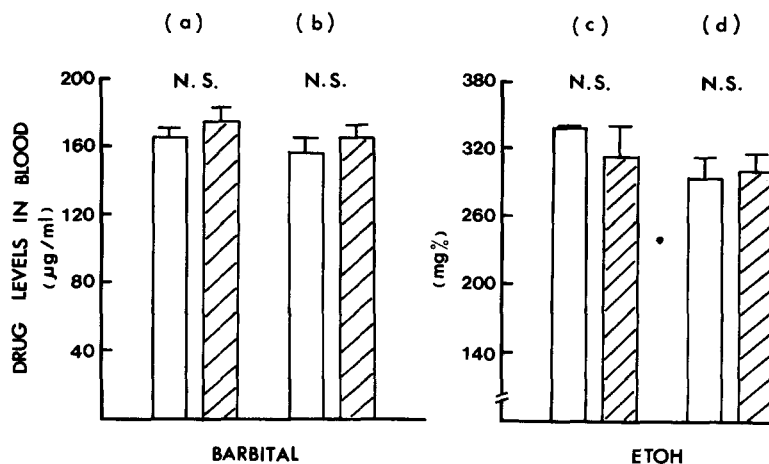 (a) (b) (c) (d)
N.S. N.S. N.S. N.S.
DRUG LEVELS IN BLOOD
(µg/ml)
200
160
120
80
40
BARBITAL
(mg%)
380
320
260
200
140
ETOH